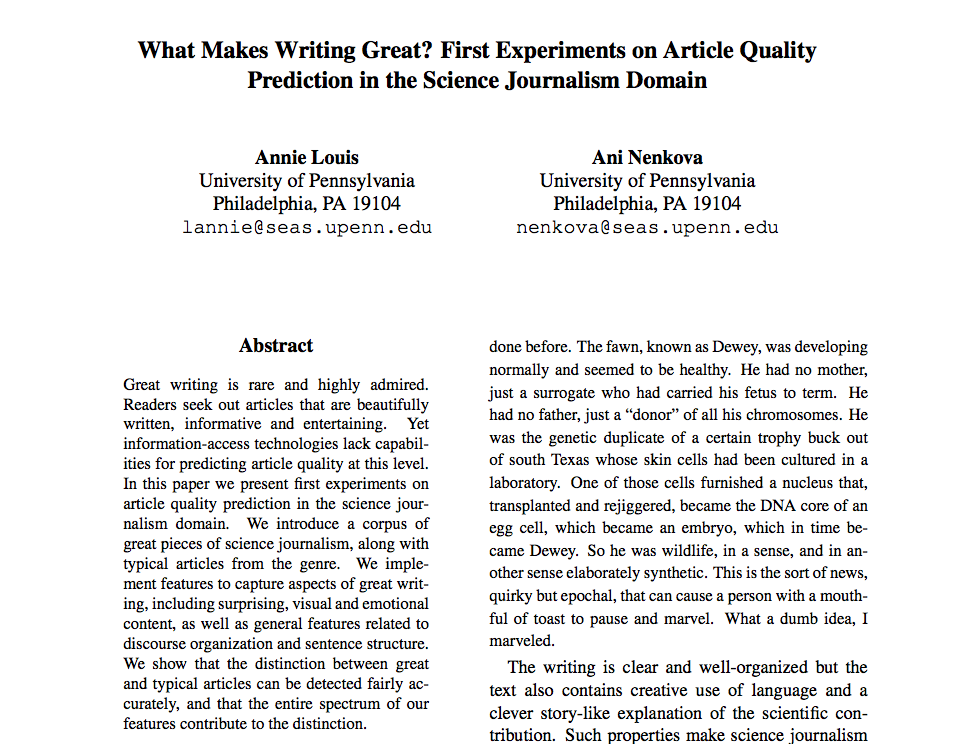 What Makes Writing Great? First Experiments on Article Quality
Prediction in the Science Journalism Domain
Annie Louis
University of Pennsylvania
Philadelphia, PA 19104
lannie@seas.upenn.edu
Ani Nenkova
University of Pennsylvania
Philadelphia, PA 19104
nenkova@seas.upenn.edu
Abstract
Great writing is rare and highly admired.
Readers seek out articles that are beautifully
written, informative and entertaining. Yet
information-access technologies lack capabil-
ities for predicting article quality at this level.
In this paper we present first experiments on
article quality prediction in the science jour-
nalism domain. We introduce a corpus of
great pieces of science journalism, along with
typical articles from the genre. We imple-
ment features to capture aspects of great writ-
ing, including surprising, visual and emotional
content, as well as general features related to
discourse organization and sentence structure.
We show that the distinction between great
and typical articles can be detected fairly ac-
curately, and that the entire spectrum of our
features contribute to the distinction.
done before. The fawn, known as Dewey, was developing
normally and seemed to be healthy. He had no mother,
just a surrogate who had carried his fetus to term. He
had no father, just a “donor” of all his chromosomes. He
was the genetic duplicate of a certain trophy buck out
of south Texas whose skin cells had been cultured in a
laboratory. One of those cells furnished a nucleus that,
transplanted and rejiggered, became the DNA core of an
egg cell, which became an embryo, which in time be-
came Dewey. So he was wildlife, in a sense, and in an-
other sense elaborately synthetic. This is the sort of news,
quirky but epochal, that can cause a person with a mouth-
ful of toast to pause and marvel. What a dumb idea, I
marveled.
The writing is clear and well-organized but the
text also contains creative use of language and a
clever story-like explanation of the scientific con-
tribution. Such properties make science journalism